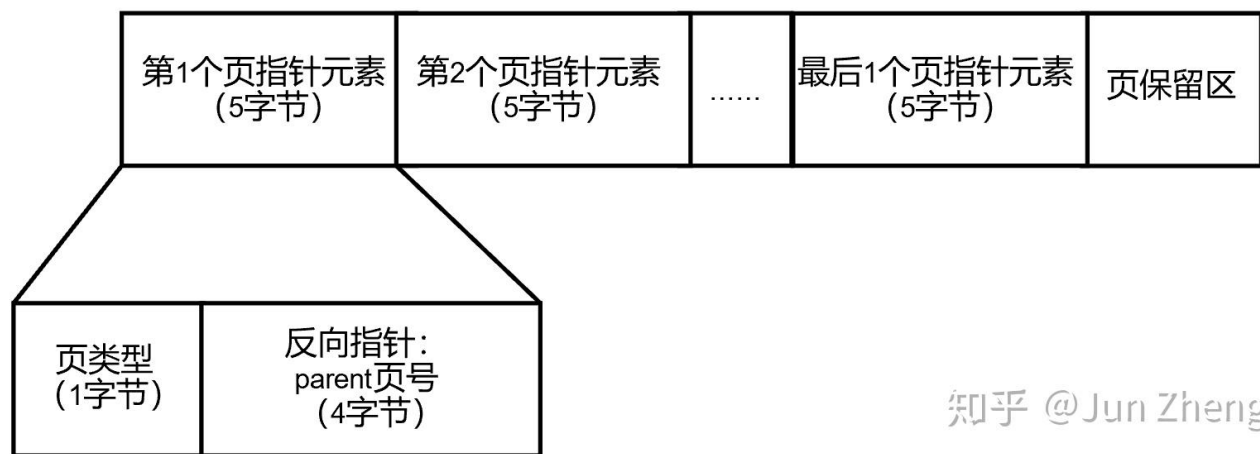 第1个页指针元素
（5字节）
第2个页指针元素
（5字节）
......
最后1个页指针元素
（5字节）
页保留区
页类型
（1字节）
反向指针：
parent页号
（4字节）
知乎 @Jun Zheng